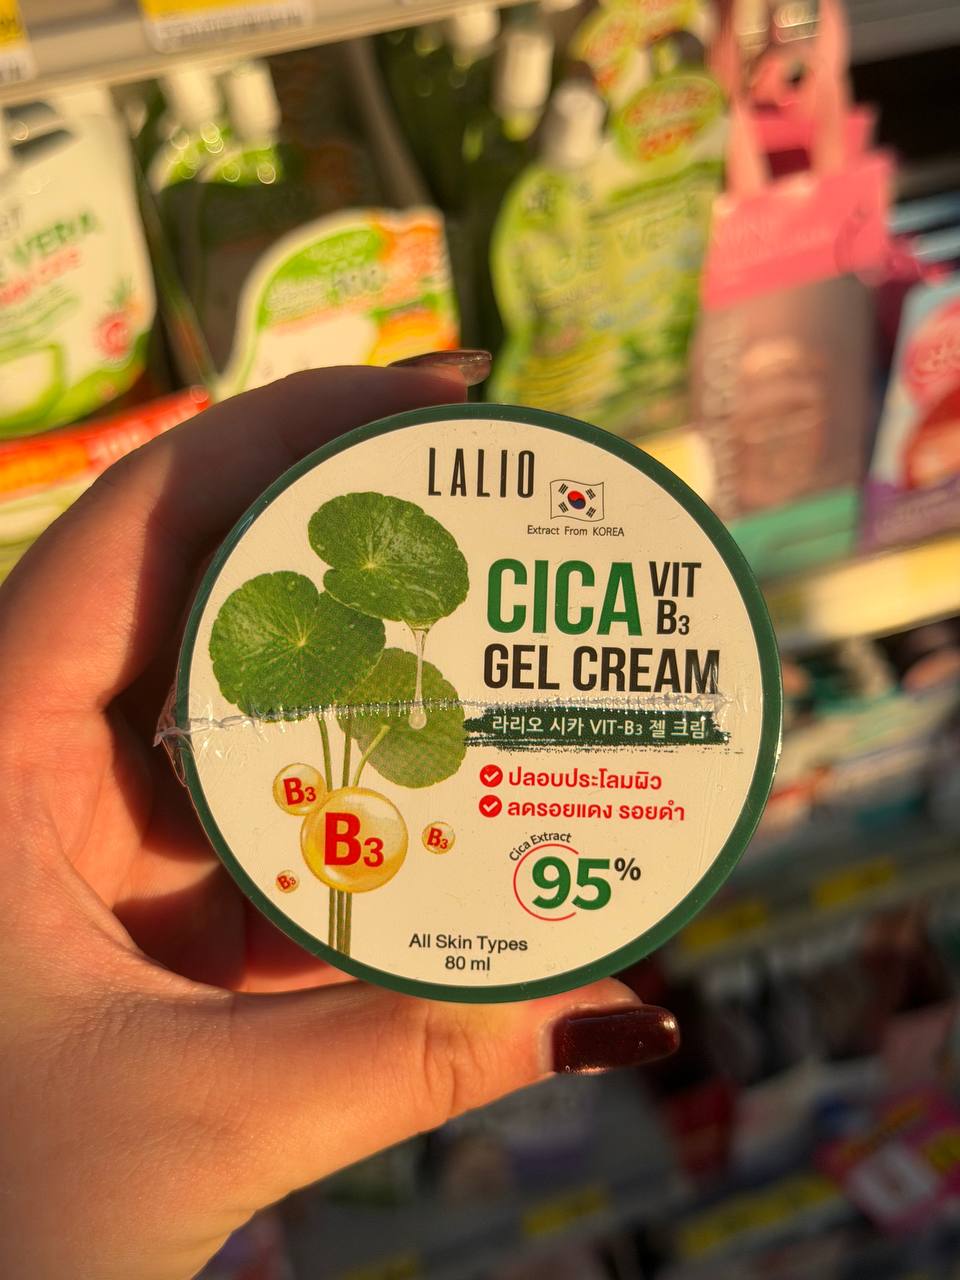 LALIO
Extract From KOREA
CICA VIT B3
GEL CREAM
라리오 시카 VIT-B3 젤 크림
ปลอบประโลมผิว
ลดรอยแดง รอยดำ
Cica Extract
95%
B3
B3
B3
B3
All Skin Types
80 ml
VERA